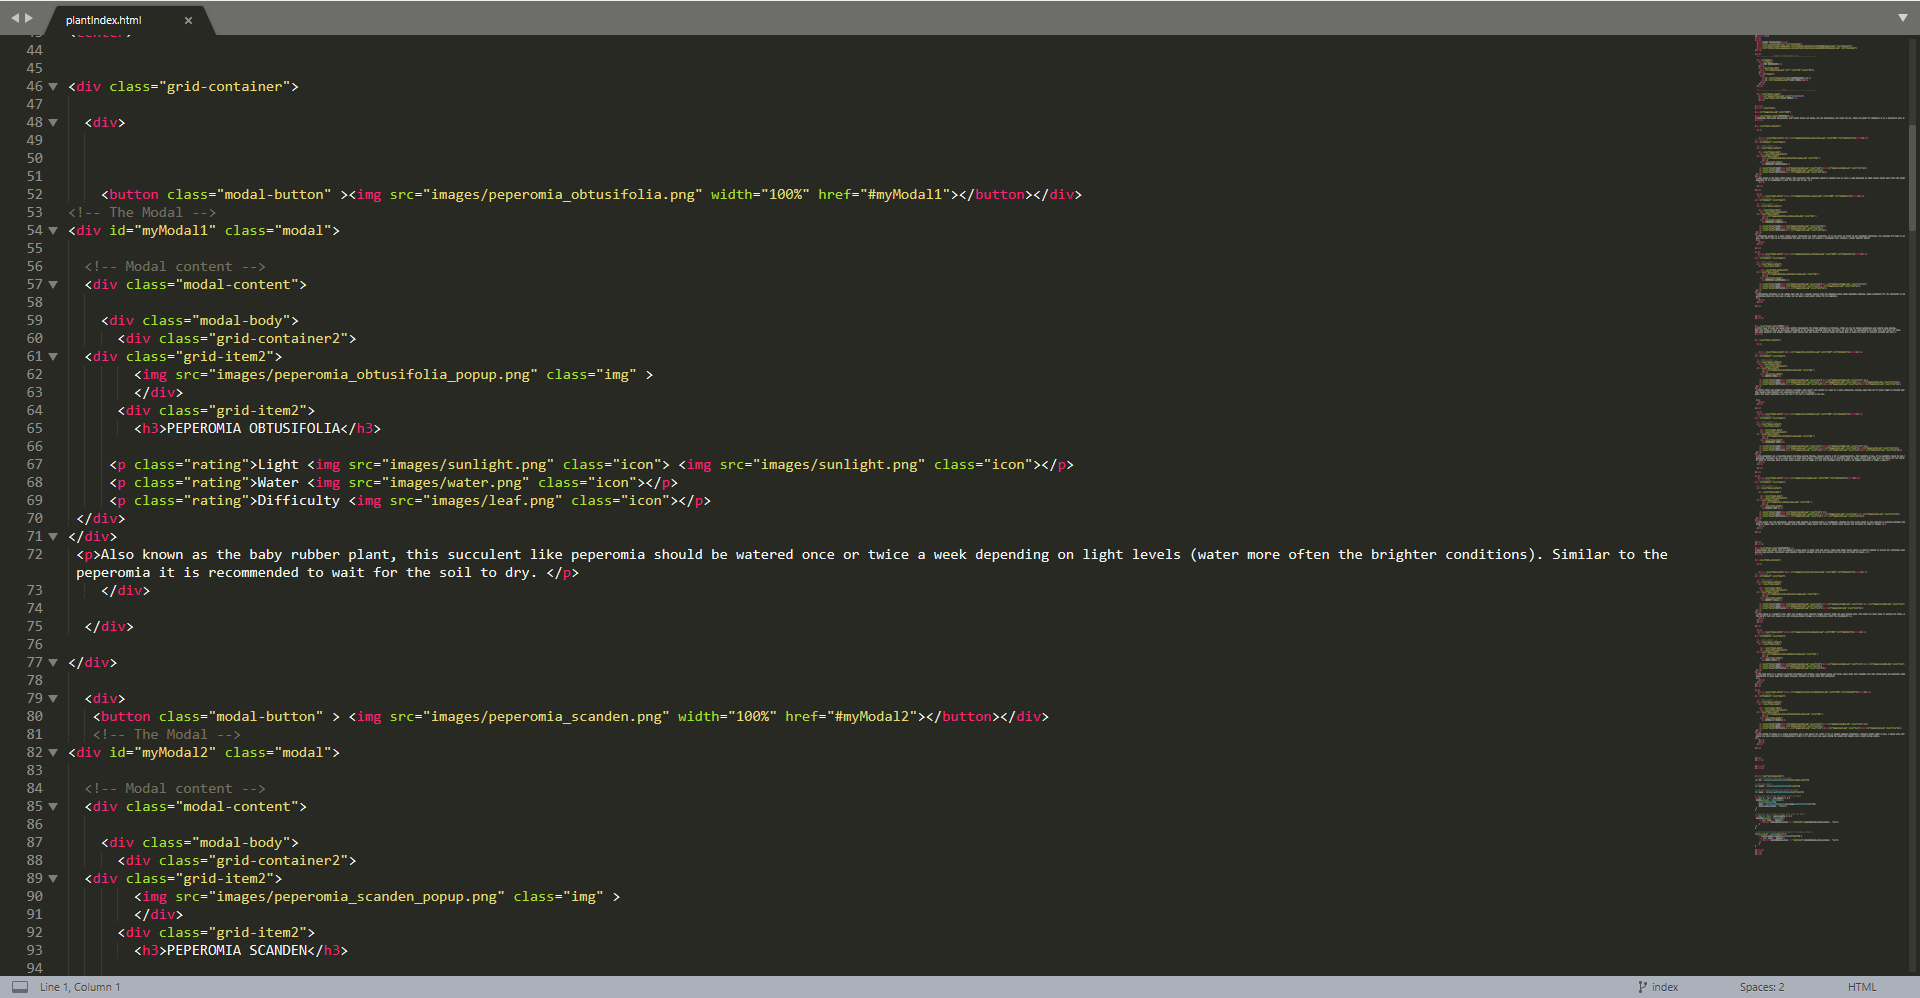 plantIndex.html ×
43 <center>
44
45
46 <div class="grid-container">
47
48 <div>
49
50
51
52 <button class="modal-button" ><img src="images/peperomia_obtusifolia.png" width="100%" href="#myModal1"></button></div>
53 <!-- The Modal -->
54 <div id="myModal1" class="modal">
55
56 <!-- Modal content -->
57 <div class="modal-content">
58
59 <div class="modal-body">
60 <div class="grid-container2">
61 <div class="grid-item2">
62 <img src="images/peperomia_obtusifolia_popup.png" class="img" >
63 </div>
64 <div class="grid-item2">
65 <h3>PEPEROMIA OBTUSIFOLIA</h3>
66
67 <p class="rating">Light <img src="images/sunlight.png" class="icon"> <img src="images/sunlight.png" class="icon"></p>
68 <p class="rating">Water <img src="images/water.png" class="icon"></p>
69 <p class="rating">Difficulty <img src="images/leaf.png" class="icon"></p>
70 </div>
71 </div>
72 <p>Also known as the baby rubber plant, this succulent like peperomia should be watered once or twice a week depending on light levels (water more often the brighter conditions). Similar to the
peperomia it is recommended to wait for the soil to dry. </p>
73 </div>
74
75 </div>
76
77 </div>
78
79 <div>
80 <button class="modal-button" > <img src="images/peperomia_scanden.png" width="100%" href="#myModal2"></button></div>
81 <!-- The Modal -->
82 <div id="myModal2" class="modal">
83
84 <!-- Modal content -->
85 <div class="modal-content">
86
87 <div class="modal-body">
88 <div class="grid-container2">
89 <div class="grid-item2">
90 <img src="images/peperomia_scanden_popup.png" class="img" >
91 </div>
92 <div class="grid-item2">
93 <h3>PEPEROMIA SCANDEN</h3>
94
Line 1, Column 1 index Spaces: 2 HTML